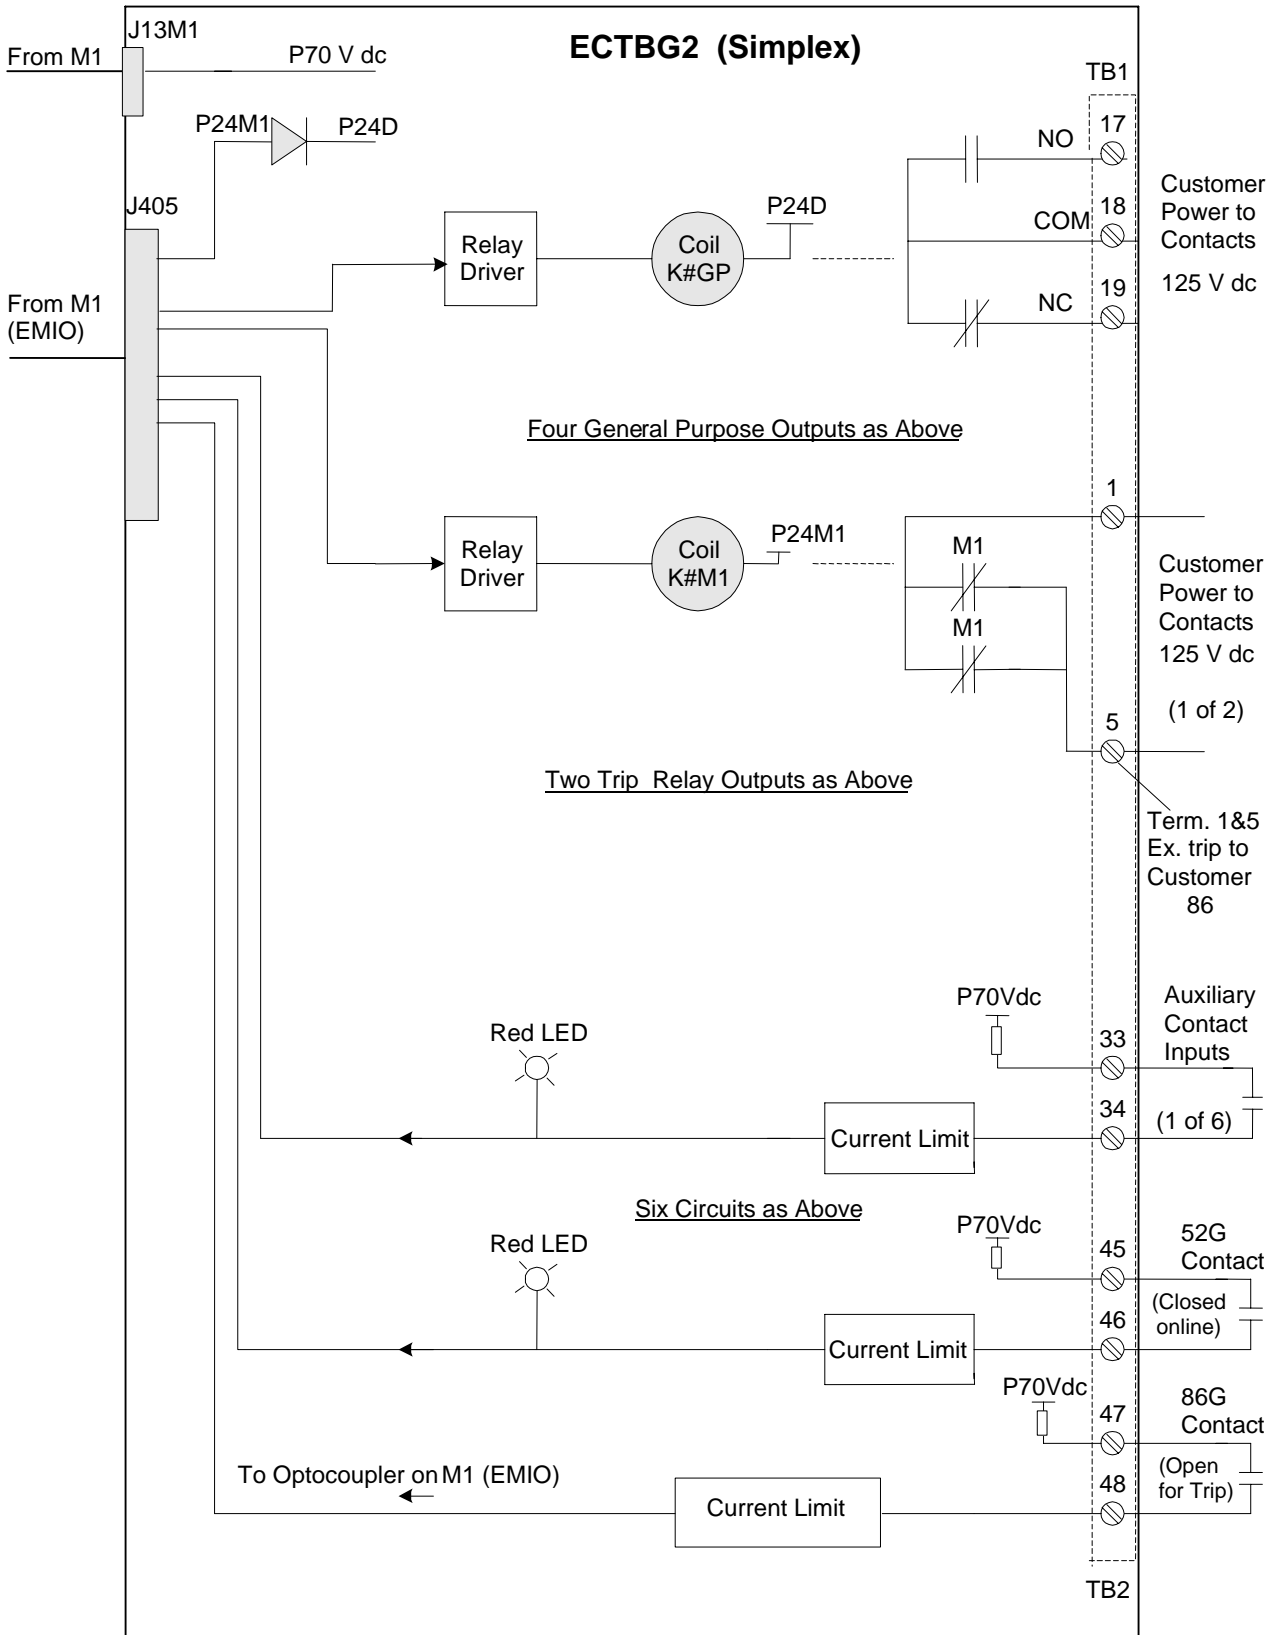 J13M1
From M1
P70 V dc
ECTBG2 (Simplex)
TB1
P24M1
P24D
NO
17
J405
P24D
COM
18
Customer
Power to
Contacts
125 V dc
Relay
Driver
Coil
K#GP
NC
19
From M1
(EMIO)
Four General Purpose Outputs as Above
1
Relay
Driver
Coil
K#M1
P24M1
M1
M1
Customer
Power to
Contacts
125 V dc
(1 of 2)
5
Two Trip Relay Outputs as Above
Term. 1&5
Ex. trip to
Customer
86
P70Vdc
Auxiliary
Contact
Inputs
Red LED
33
34
(1 of 6)
Current Limit
Six Circuits as Above
P70Vdc
45
52G
Contact
Red LED
(Closed
online)
46
Current Limit
P70Vdc
47
86G
Contact
To Optocoupler on M1 (EMIO)
(Open
for Trip)
48
Current Limit
TB2